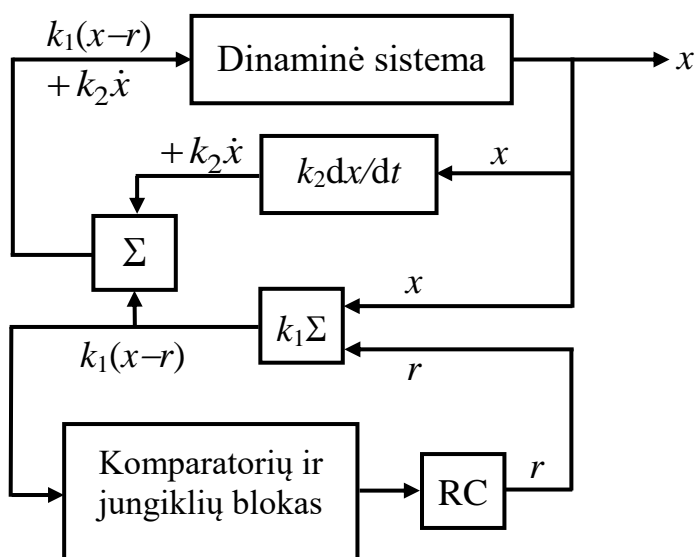 k₁(x–r)
+ k₂ẋ
Dinaminė sistema
x
+ k₂ẋ
k₂dx/dt
x
Σ
x
k₁Σ
k₁(x–r)
r
Komparatorių ir
jungiklių blokas
RC
r